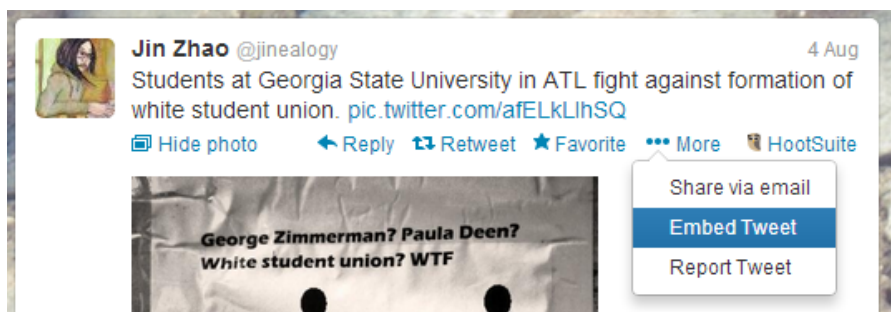 Jin Zhao @jinealogy 4 Aug
Students at Georgia State University in ATL fight against formation of
white student union. pic.twitter.com/afELkLlhSQ
Hide photo Reply Retweet Favorite More HootSuite
Share via email
Embed Tweet
Report Tweet
George Zimmerman? Paula Deen?
White student union? WTF